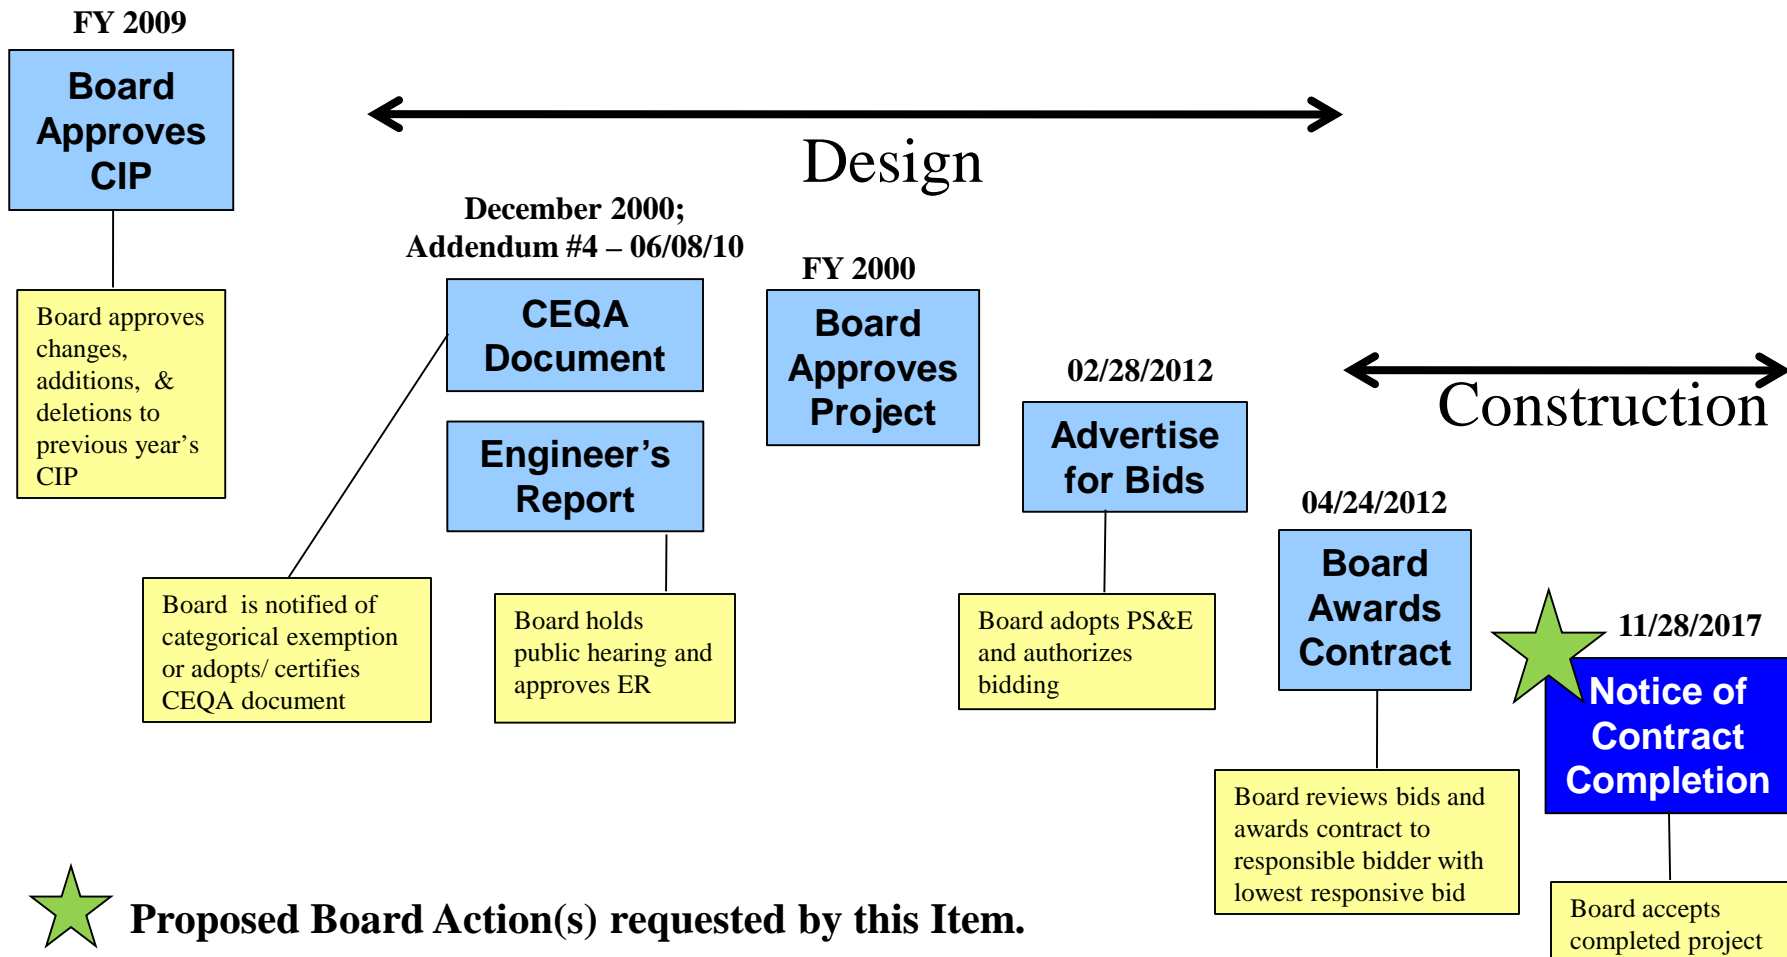 FY 2009
Board
Approves
CIP
Board approves
changes,
additions, &
deletions to
previous year's
CIP
Design
December 2000;
Addendum #4 – 06/08/10
CEQA
Document
Engineer's
Report
Board is notified of
categorical exemption
or adopts/ certifies
CEQA document
Board holds
public hearing and
approves ER
FY 2000
Board
Approves
Project
02/28/2012
Advertise
for Bids
Board adopts PS&E
and authorizes
bidding
Construction
04/24/2012
Board
Awards
Contract
Board reviews bids and
awards contract to
responsible bidder with
lowest responsive bid
11/28/2017
Notice of
Contract
Completion
Board accepts
completed project
Proposed Board Action(s) requested by this Item.